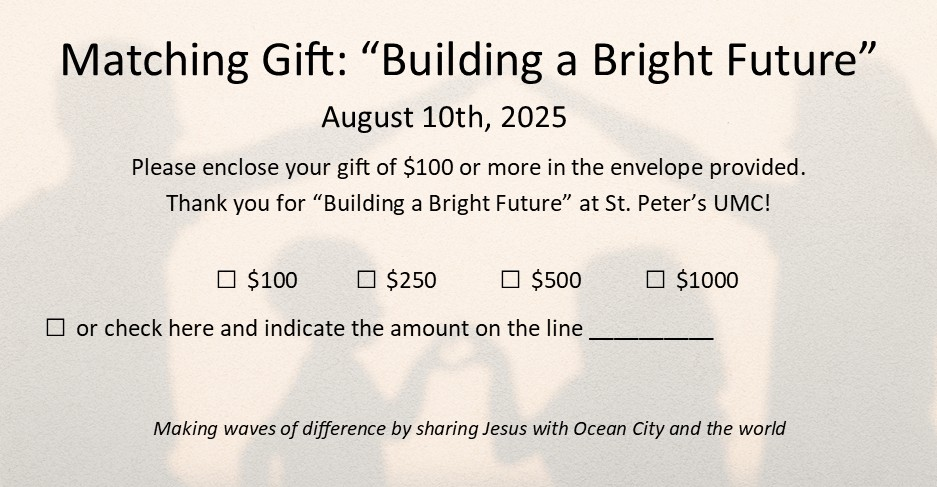 Matching Gift: “Building a Bright Future”
August 10th, 2025
Please enclose your gift of $100 or more in the envelope provided.
Thank you for “Building a Bright Future” at St. Peter’s UMC!
☐ $100 ☐ $250 ☐ $500 ☐ $1000
☐ or check here and indicate the amount on the line __________
Making waves of difference by sharing Jesus with Ocean City and the world